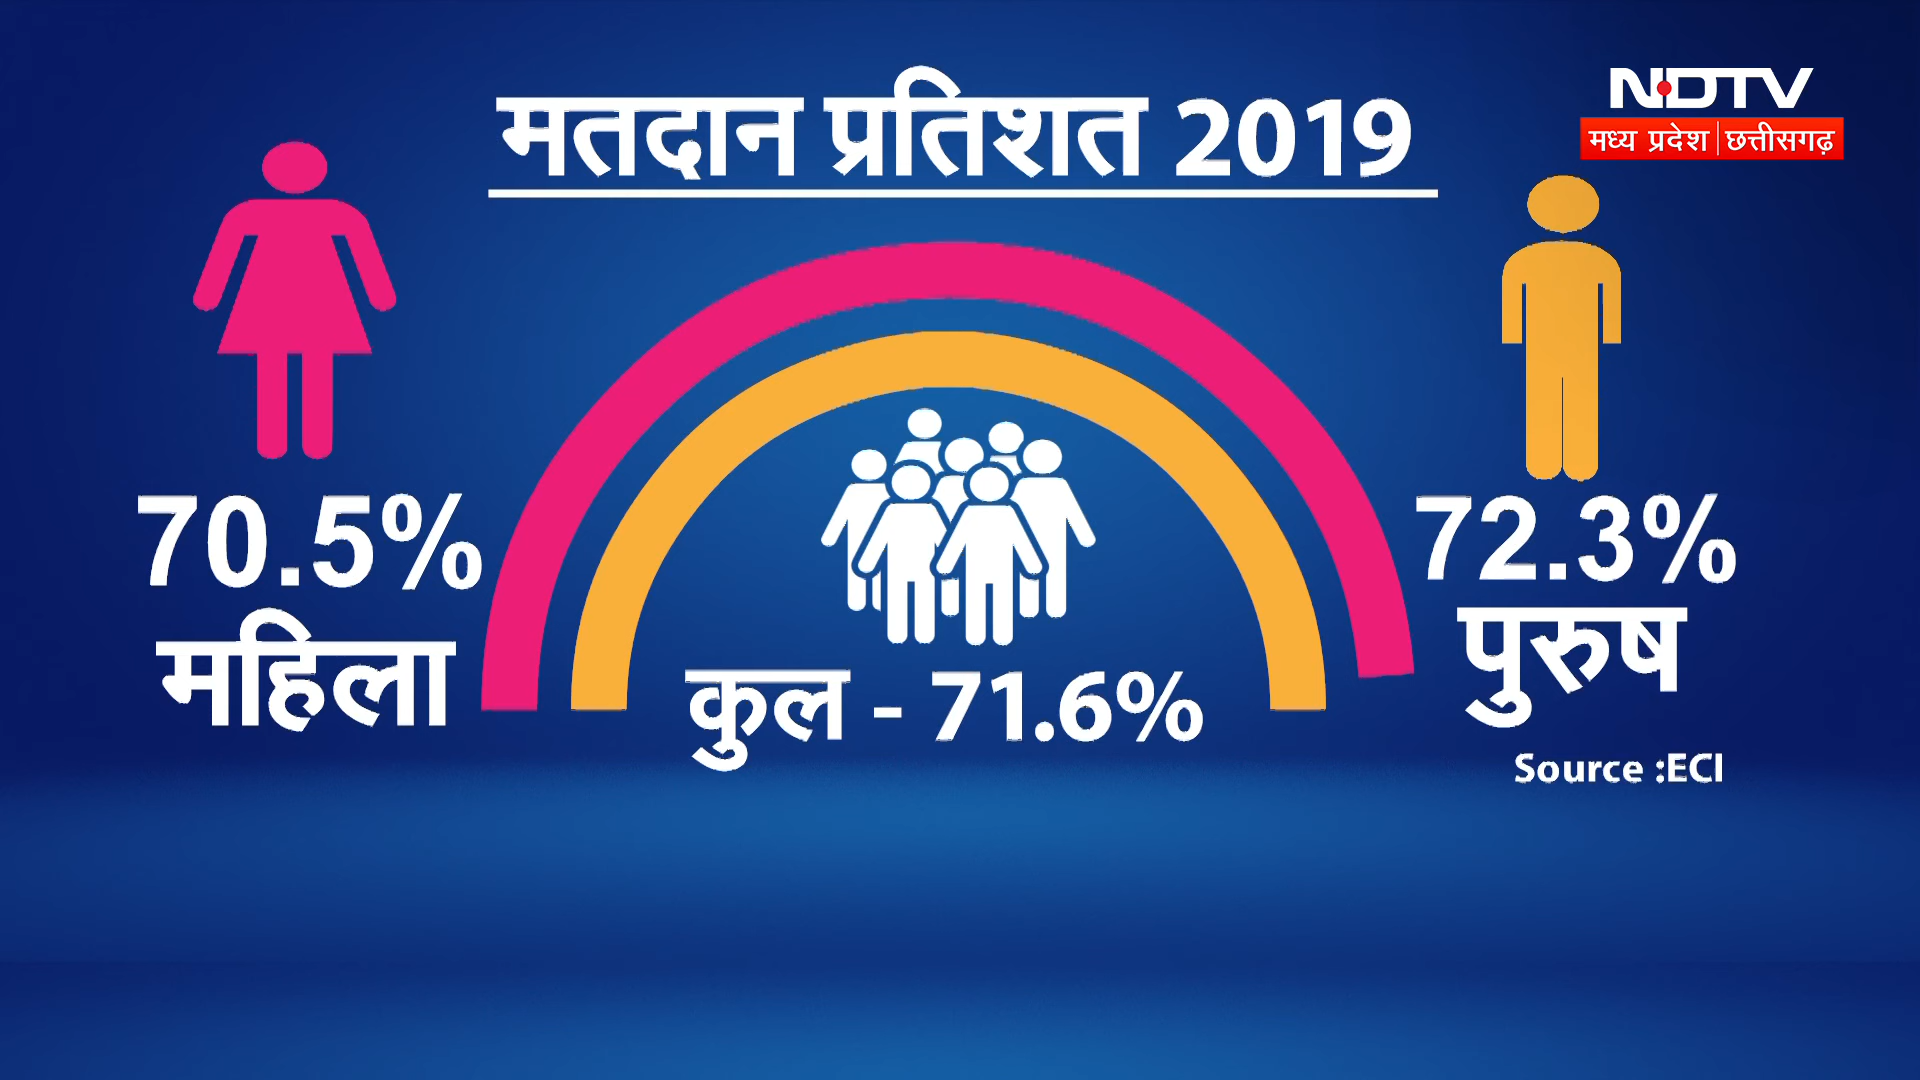 मतदान प्रतिशत 2019
NDTV
मध्य प्रदेश | छत्तीसगढ़
70.5%
महिला
कुल - 71.6%
72.3%
पुरुष
Source :ECI